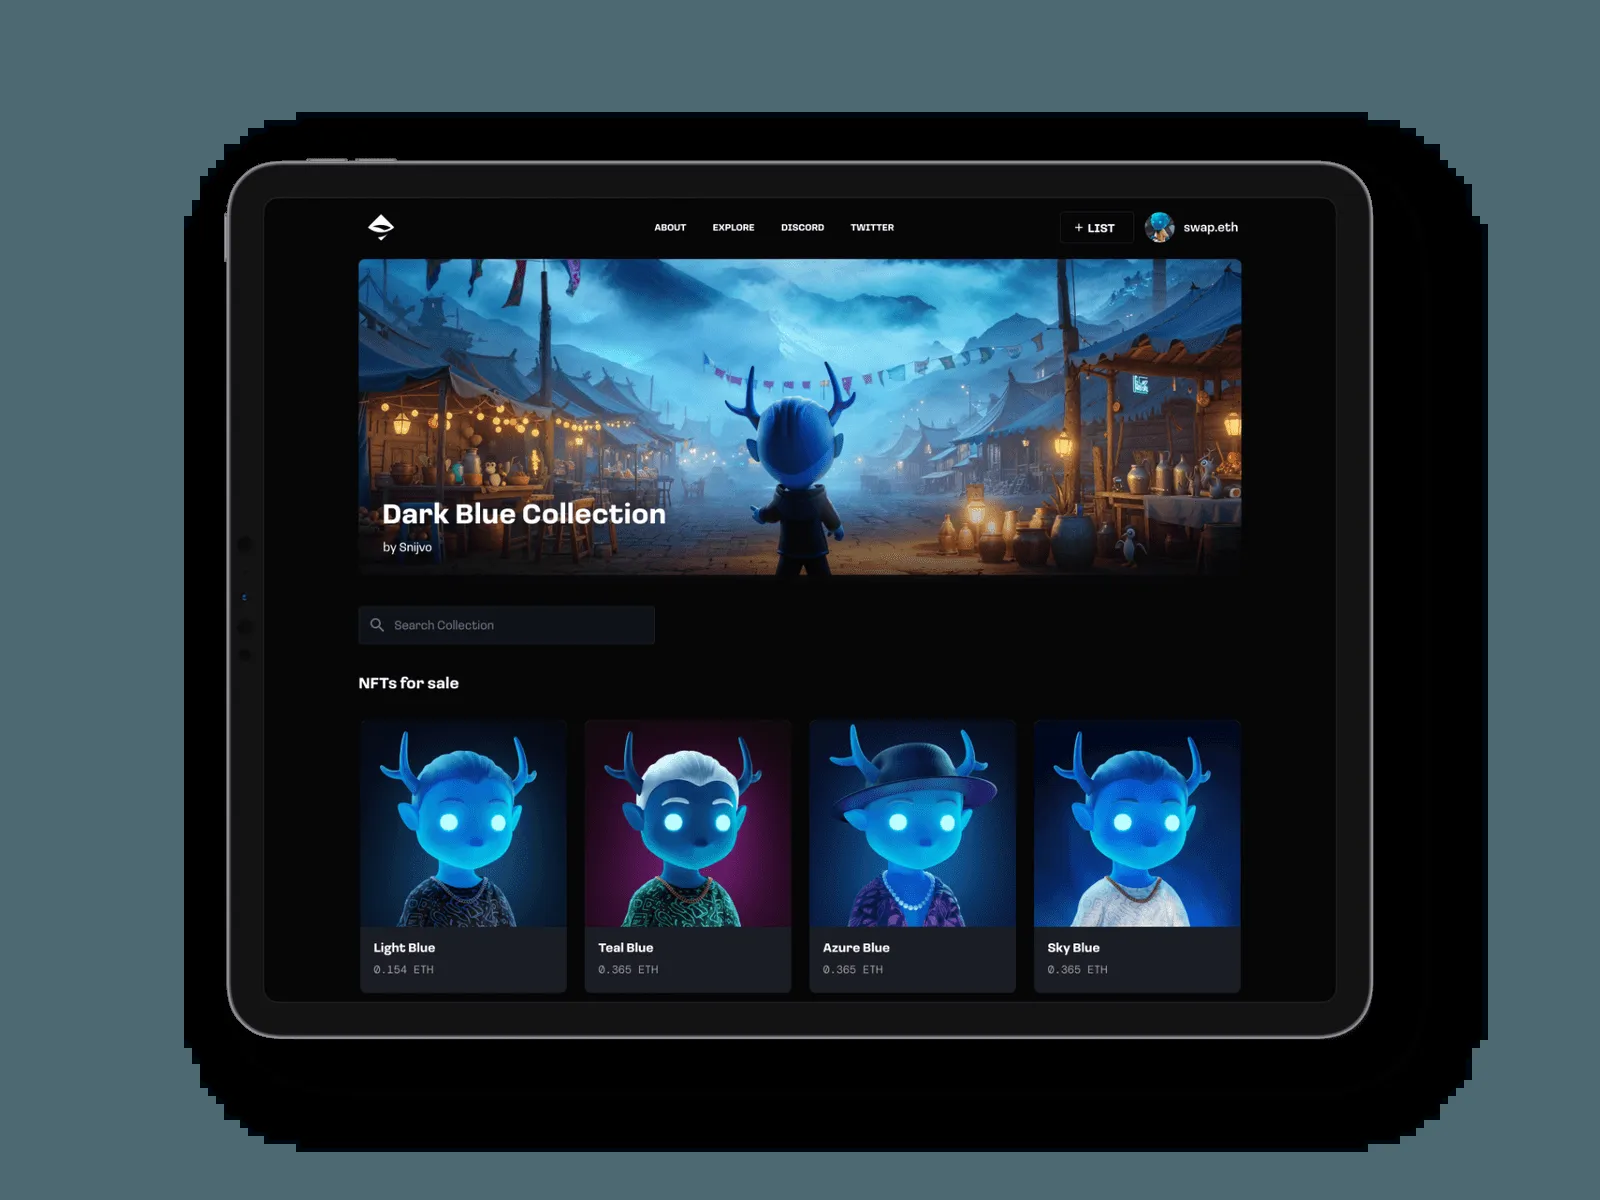 ABOUT EXPLORE DISCORD TWITTER + LIST swap.eth
Dark Blue Collection
by Snijvo
Search Collection
NFTs for sale
Light Blue
0.154 ETH
Teal Blue
0.365 ETH
Azure Blue
0.365 ETH
Sky Blue
0.365 ETH